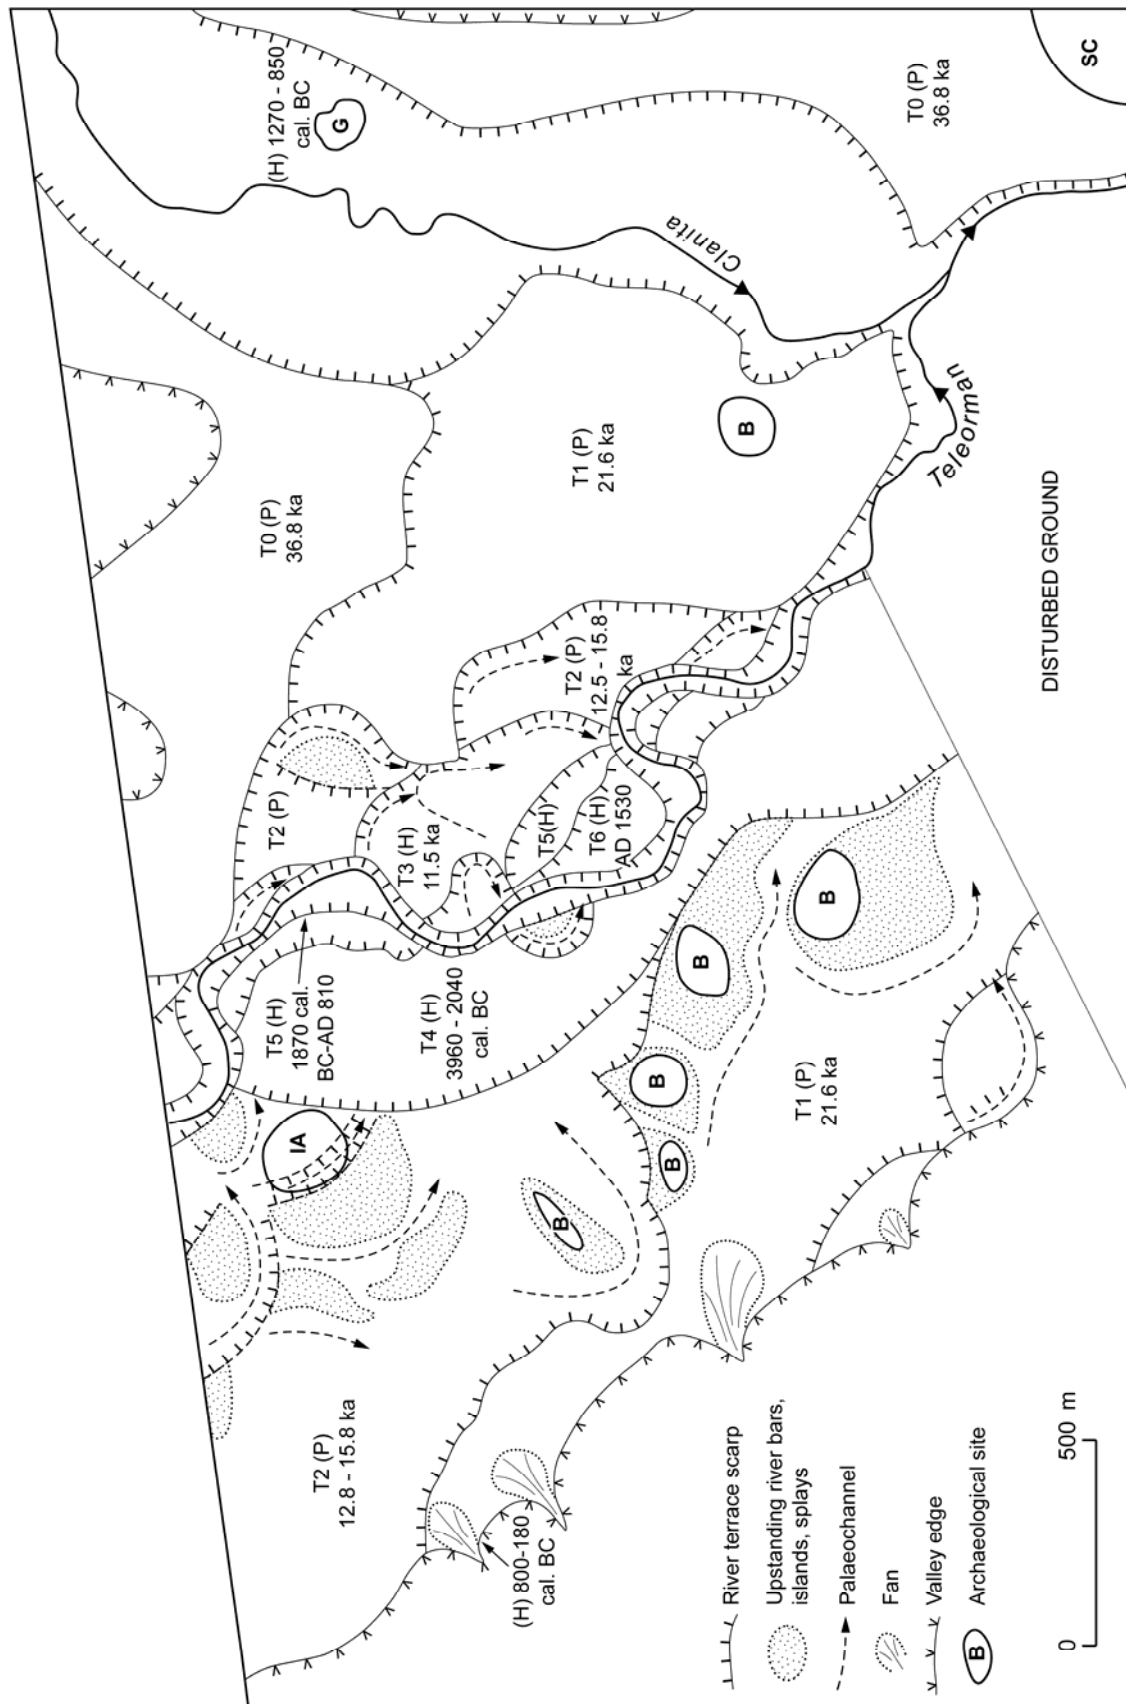 (H) 1270 - 850
cal. BC
G
T0 (P)
36.8 ka
SC
Clanita
T0 (P)
36.8 ka
T1 (P)
21.6 ka
B
Teleorman
DISTURBED GROUND
T2 (P)
T2 (P)
12.5 - 15.8
ka
T3 (H)
11.5 ka
T5(H)
T6 (H)
AD 1530
T5 (H)
1870 cal.
BC-AD 810
T4 (H)
3960 - 2040
cal. BC
IA
B
B
B
B
B
T1 (P)
21.6 ka
T2 (P)
12.8 - 15.8 ka
(H) 800-180
cal. BC
River terrace scarp
Upstanding river bars,
islands, splays
Palaeochannel
Fan
Valley edge
B
Archaeological site
0
500 m